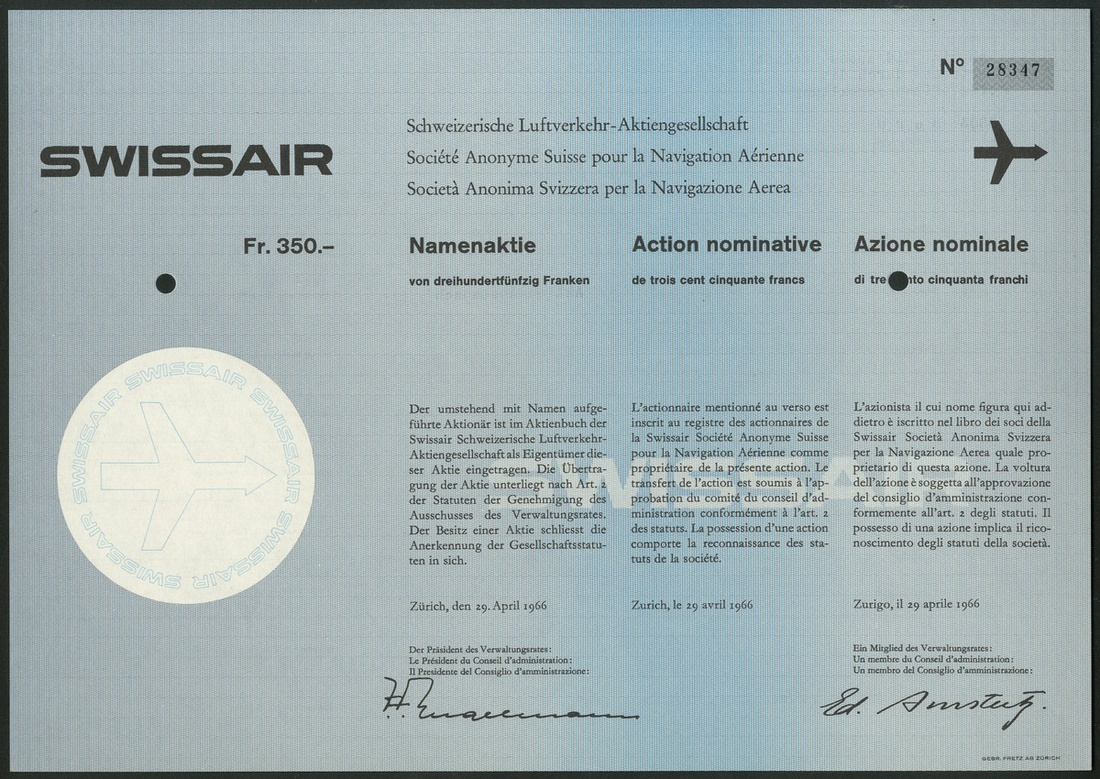 Nº 28347
SWISSAIR
Schweizerische Luftverkehr-Aktiengesellschaft
Société Anonyme Suisse pour la Navigation Aérienne
Società Anonima Svizzera per la Navigazione Aerea
Fr. 350.–
Namenaktie
von dreihundertfünfzig Franken
Action nominative
de trois cent cinquante francs
Azione nominale
di tre nto cinquanta franchi
SWISSAIR SWISSAIR SWISSAIR SWISSAIR SWISSAIR SWISSAIR SWISSAIR
Der umstehend mit Namen aufge-
führte Aktionär ist im Aktienbuch der
Swissair Schweizerische Luftverkehr-
Aktiengesellschaft als Eigentümer die-
ser Aktie eingetragen. Die Übertra-
gung der Aktie unterliegt nach Art. 2
der Statuten der Genehmigung des
Ausschusses des Verwaltungsrates.
Der Besitz einer Aktie schliesst die
Anerkennung der Gesellschaftsstatu-
ten in sich.
Zürich, den 29. April 1966
L'actionnaire mentionné au verso est
inscrit au registre des actionnaires de
la Swissair Société Anonyme Suisse
pour la Navigation Aérienne comme
propriétaire de la présente action. Le
transfert de l'action est soumis à l'ap-
probation du comité du conseil d'ad-
ministration conformément à l'art. 2
des statuts. La possession d'une action
comporte la reconnaissance des sta-
tuts de la société.
Zurich, le 29 avril 1966
L'azionista il cui nome figura qui ad-
dietro è iscritto nel libro dei soci della
Swissair Società Anonima Svizzera
per la Navigazione Aerea quale pro-
prietario di questa azione. La voltura
dell'azione è soggetta all'approvazione
del consiglio d'amministrazione con-
formemente all'art. 2 degli statuti. Il
possesso di una azione implica il rico-
noscimento degli statuti della società.
Zurigo, il 29 aprile 1966
Der Präsident des Verwaltungsrates:
Le Président du Conseil d'administration:
Il Presidente del Consiglio d'amministrazione:
Ein Mitglied des Verwaltungsrates:
Un membre du Conseil d'administration:
Un membro del Consiglio d'amministrazione:
Ed. Amstutz.
GEBR. FRETZ AG ZÜRICH